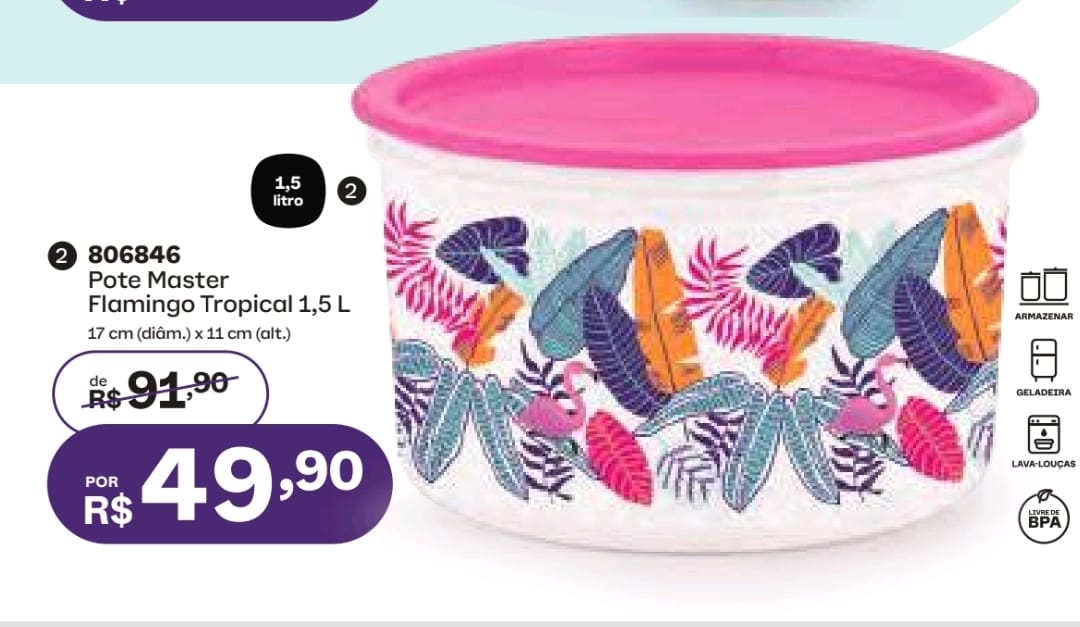 1,5
litro
2
2 806846
Pote Master
Flamingo Tropical 1,5 L
17 cm (diâm.) x 11 cm (alt.)
de
R$ 91,90
POR
R$ 49,90
ARMAZENAR
GELADEIRA
LAVA-LOUÇAS
LIVRE DE
BPA